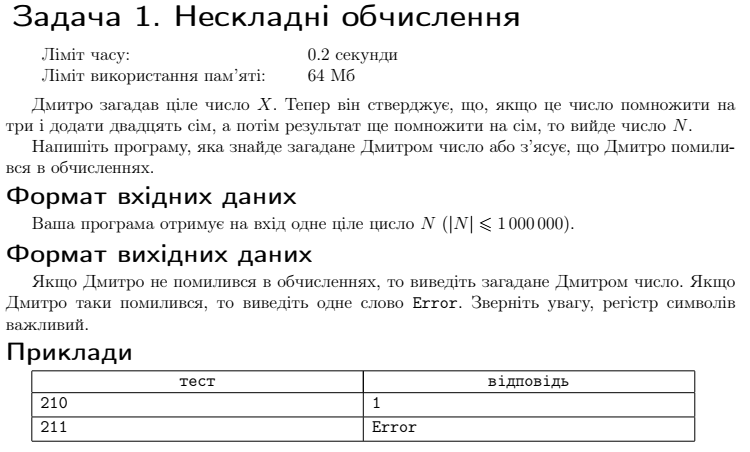 Задача 1. Нескладні обчислення
Ліміт часу: 0.2 секунди
Ліміт використання пам'яті: 64 Мб
Дмитро загадав ціле число X. Тепер він стверджує, що, якщо це число помножити на
три і додати двадцять сім, а потім результат ще помножити на сім, то вийде число N.
Напишіть програму, яка знайде загадане Дмитром число або з'ясує, що Дмитро помили-
вся в обчисленнях.
Формат вхідних даних
Ваша програма отримує на вхід одне ціле цисло N (|N| ⩽ 1 000 000).
Формат вихідних даних
Якщо Дмитро не помилився в обчисленнях, то виведіть загадане Дмитром число. Якщо
Дмитро таки помилився, то виведіть одне слово Error. Зверніть увагу, регістр символів
важливий.
Приклади
тест відповідь
210 1
211 Error